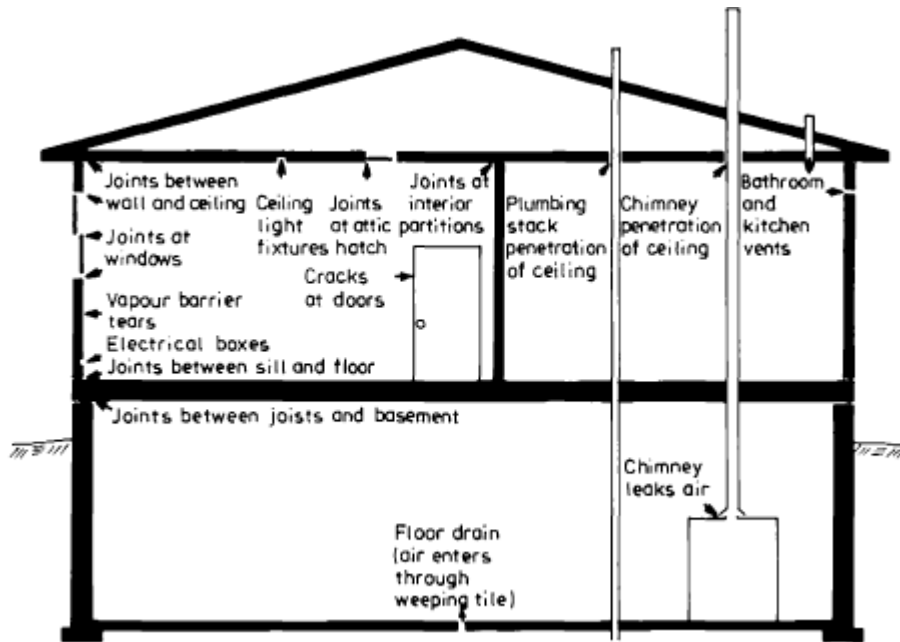 Joints between
wall and ceiling
Ceiling
light
fixtures
Joints
at attic
hatch
Joints at
interior
partitions
Plumbing
stack
penetration
of ceiling
Chimney
penetration
of ceiling
Bathroom
and
kitchen
vents
Joints at
windows
Cracks
at doors
Vapour barrier
tears
Electrical boxes
Joints between sill and floor
Joints between joists and basement
Chimney
leaks air
Floor drain
(air enters
through
weeping tile)